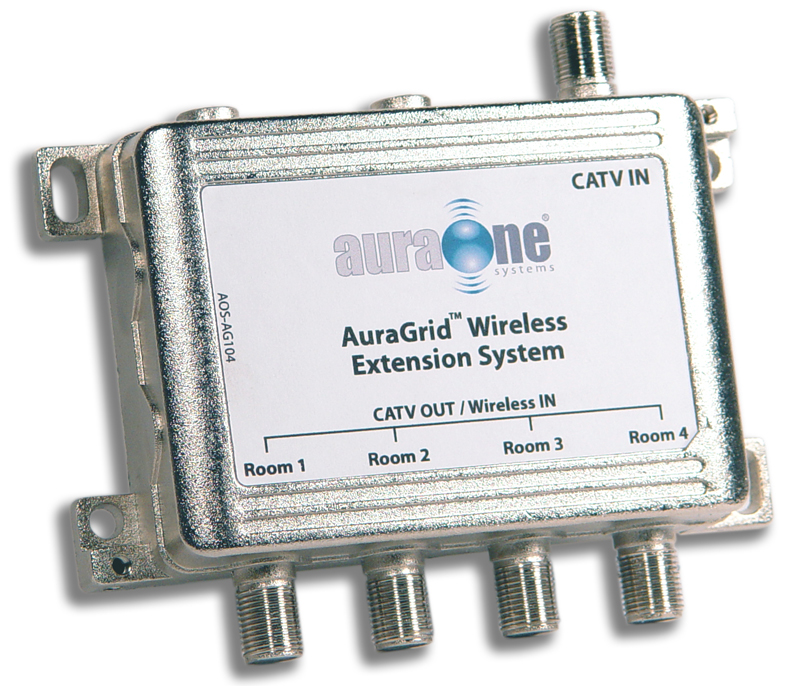 CATV IN
auraOne®
systems
AOS-AG104
AuraGrid™ Wireless
Extension System
CATV OUT / Wireless IN
Room 1 Room 2 Room 3 Room 4